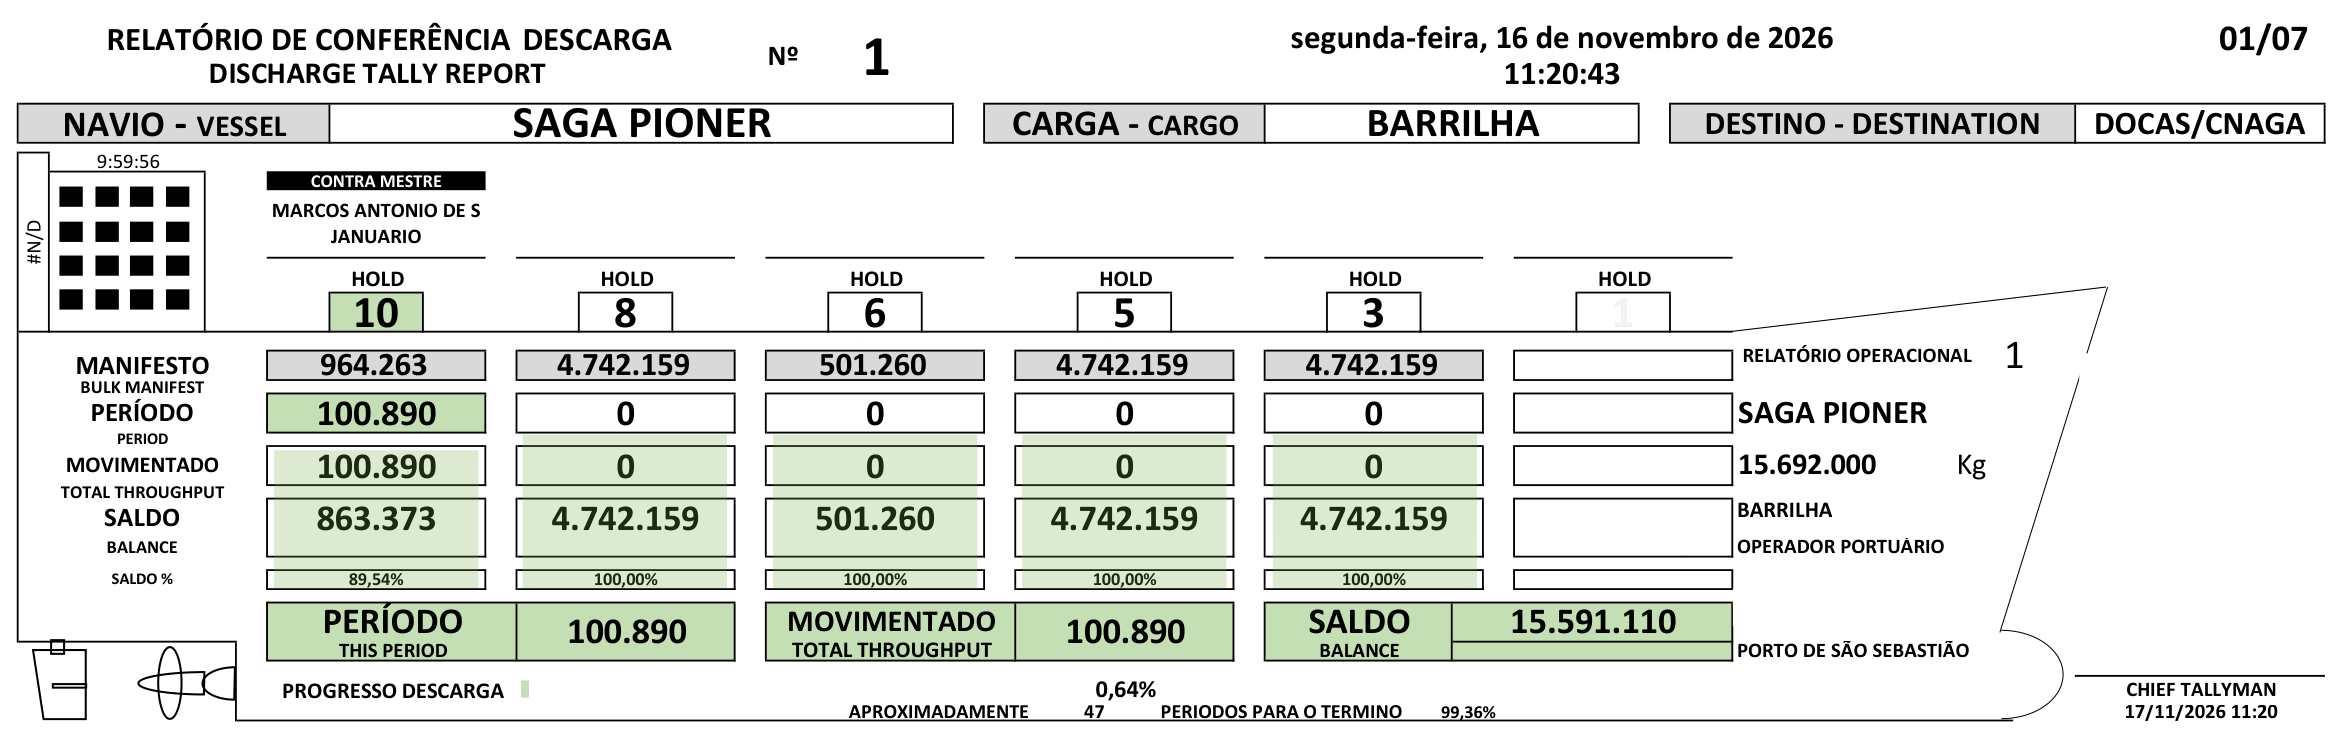 RELATÓRIO DE CONFERÊNCIA DESCARGA
DISCHARGE TALLY REPORT
Nº 1
segunda-feira, 16 de novembro de 2026
11:20:43
01/07
NAVIO - VESSEL SAGA PIONER CARGA - CARGO BARRILHA DESTINO - DESTINATION DOCAS/CNAGA
9:59:56
#N/D
CONTRA MESTRE
MARCOS ANTONIO DE S
JANUARIO
HOLD HOLD HOLD HOLD HOLD HOLD
10 8 6 5 3 1
MANIFESTO 964.263 4.742.159 501.260 4.742.159 4.742.159 RELATÓRIO OPERACIONAL 1
BULK MANIFEST
PERÍODO 100.890 0 0 0 0 SAGA PIONER
PERIOD
MOVIMENTADO 100.890 0 0 0 0 15.692.000 Kg
TOTAL THROUGHPUT
SALDO 863.373 4.742.159 501.260 4.742.159 4.742.159 BARRILHA
BALANCE OPERADOR PORTUÁRIO
SALDO % 89,54% 100,00% 100,00% 100,00% 100,00%
PERÍODO 100.890 MOVIMENTADO 100.890 SALDO 15.591.110
THIS PERIOD TOTAL THROUGHPUT BALANCE PORTO DE SÃO SEBASTIÃO
PROGRESSO DESCARGA 0,64%
APROXIMADAMENTE 47 PERIODOS PARA O TERMINO 99,36%
CHIEF TALLYMAN
17/11/2026 11:20